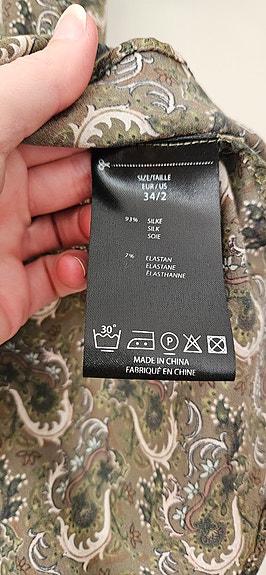 SIZE/TAILLE
EUR/US
34/2
93% SILKE
SILK
SOIE
7% ELASTAN
ELASTANE
ÉLASTHANNE
30°
P
MADE IN CHINA
FABRIQUÉ EN CHINE